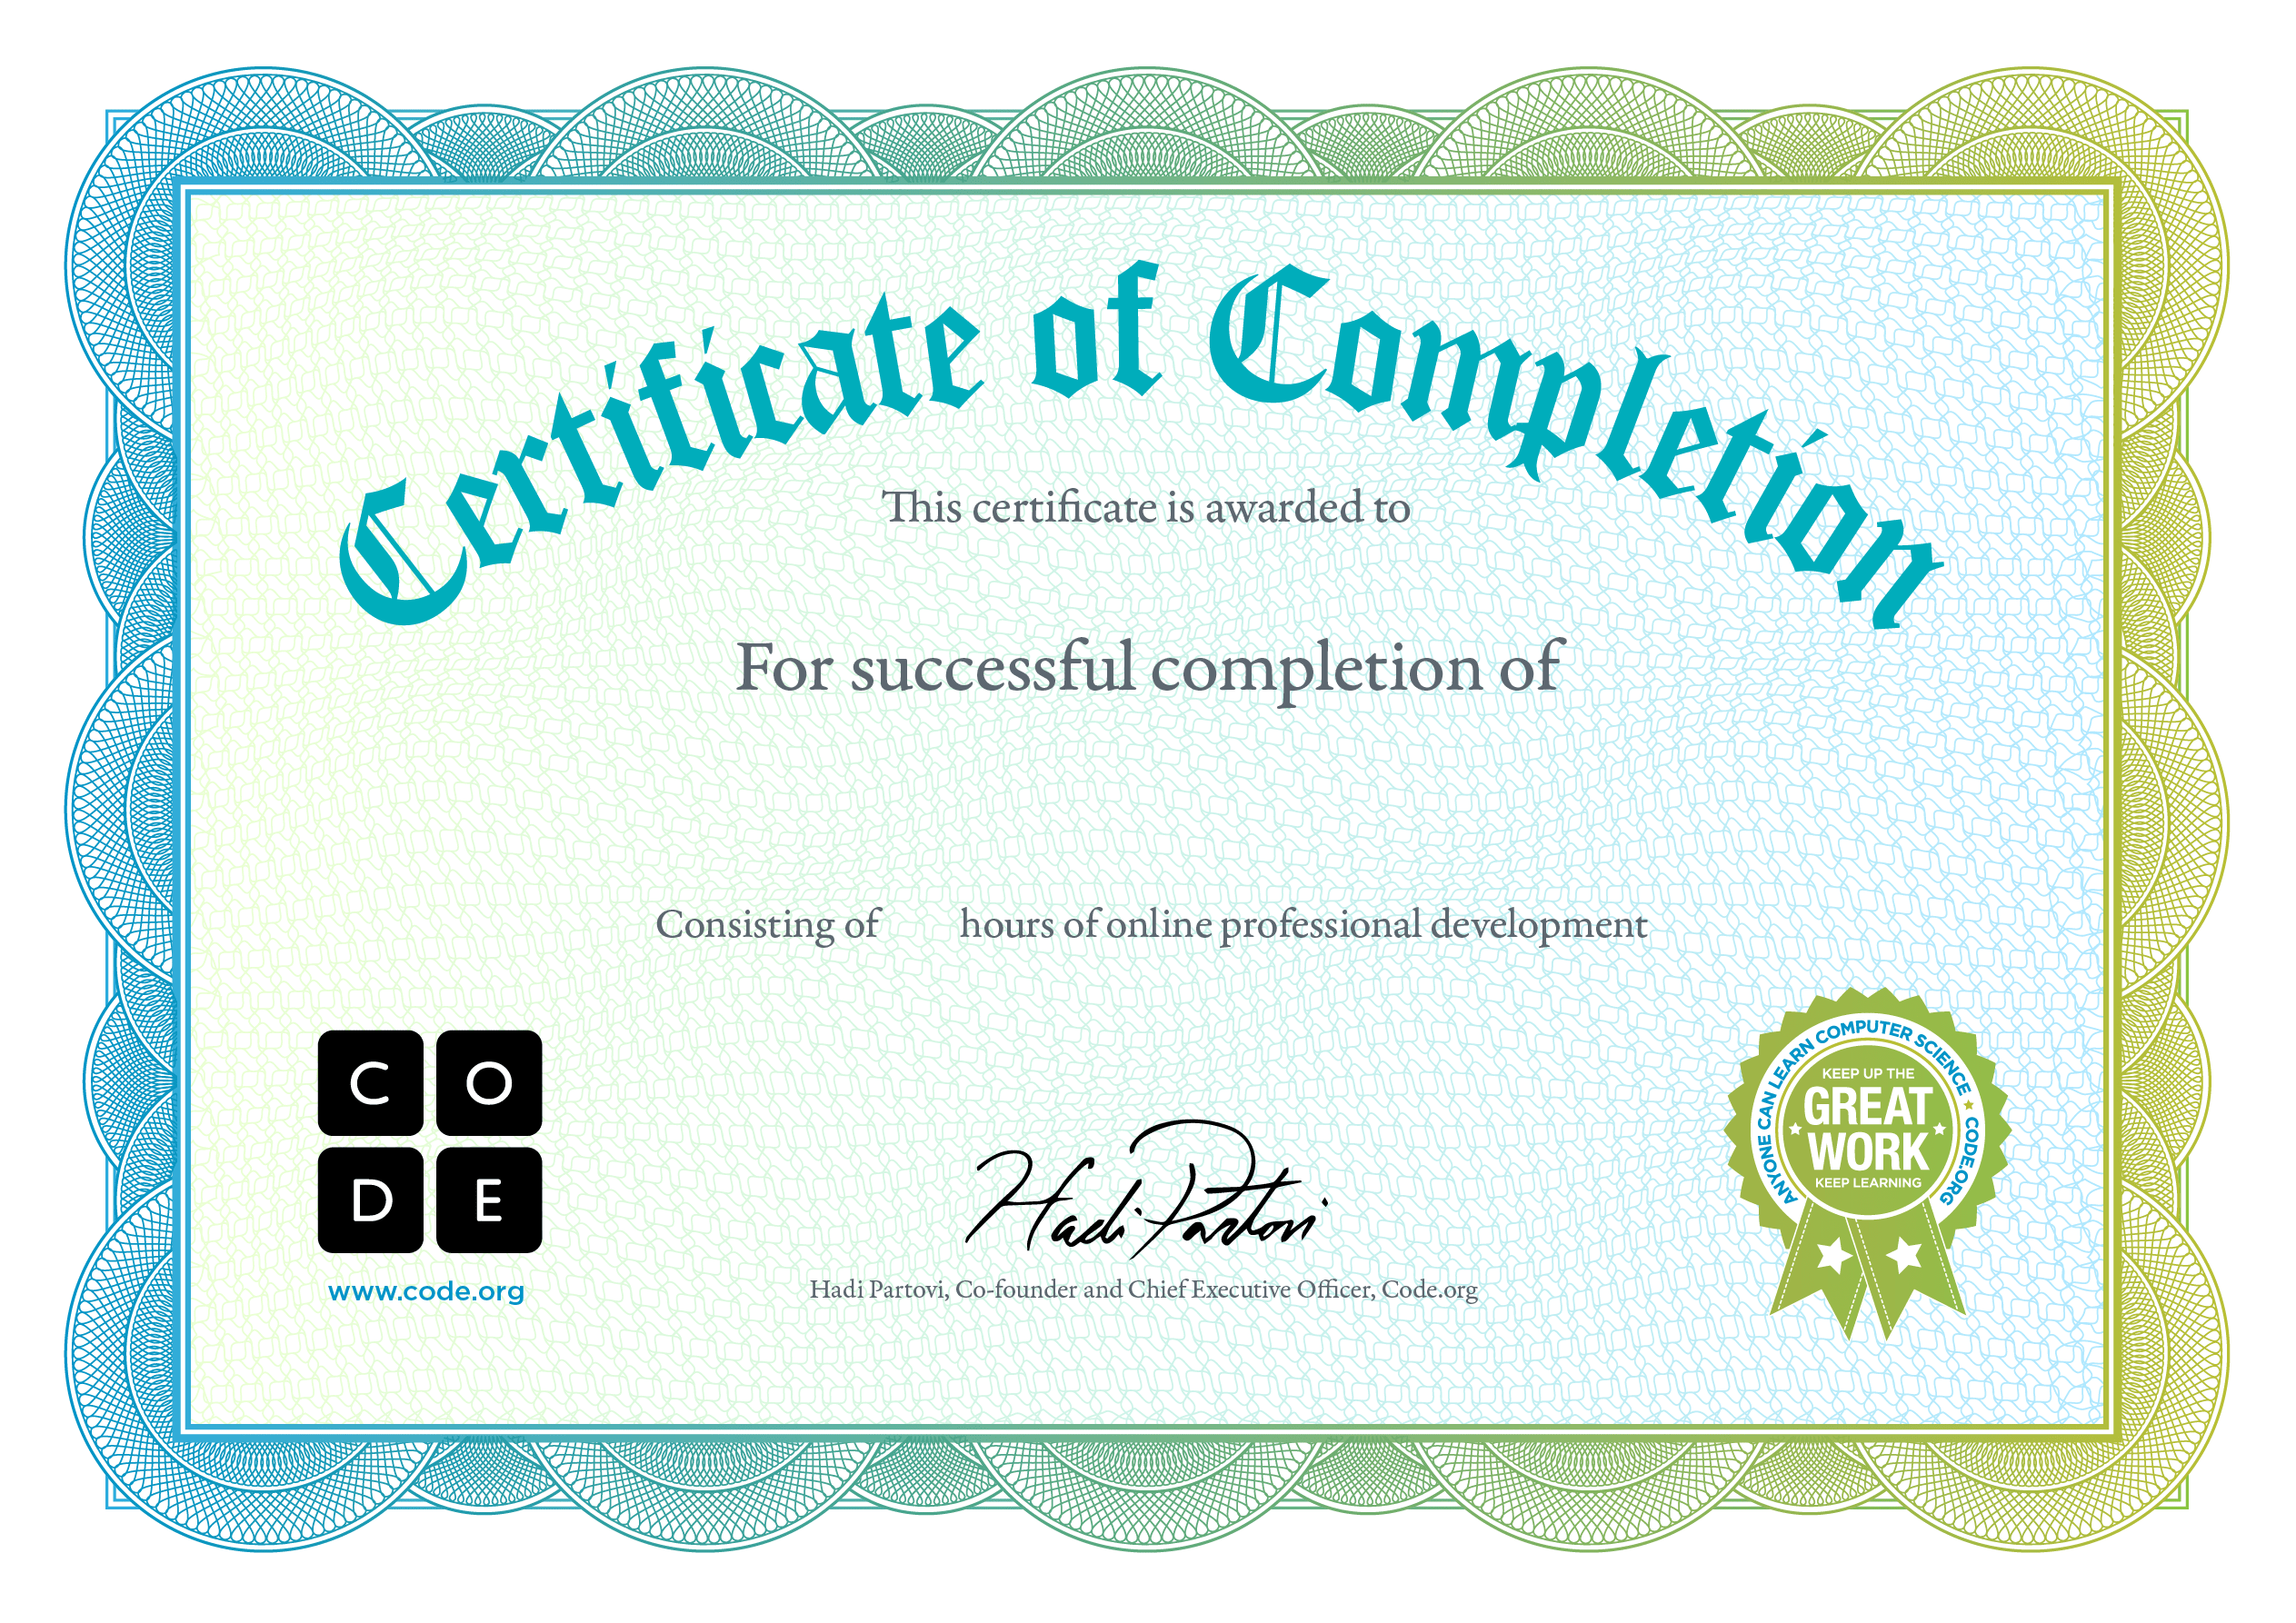 Certificate of Completion
This certificate is awarded to
For successful completion of
Consisting of hours of online professional development
C O
D E
www.code.org
Hadi Partovi
Hadi Partovi, Co-founder and Chief Executive Officer, Code.org
ANYONE CAN LEARN COMPUTER SCIENCE
CODE.ORG
KEEP UP THE
GREAT
WORK
KEEP LEARNING